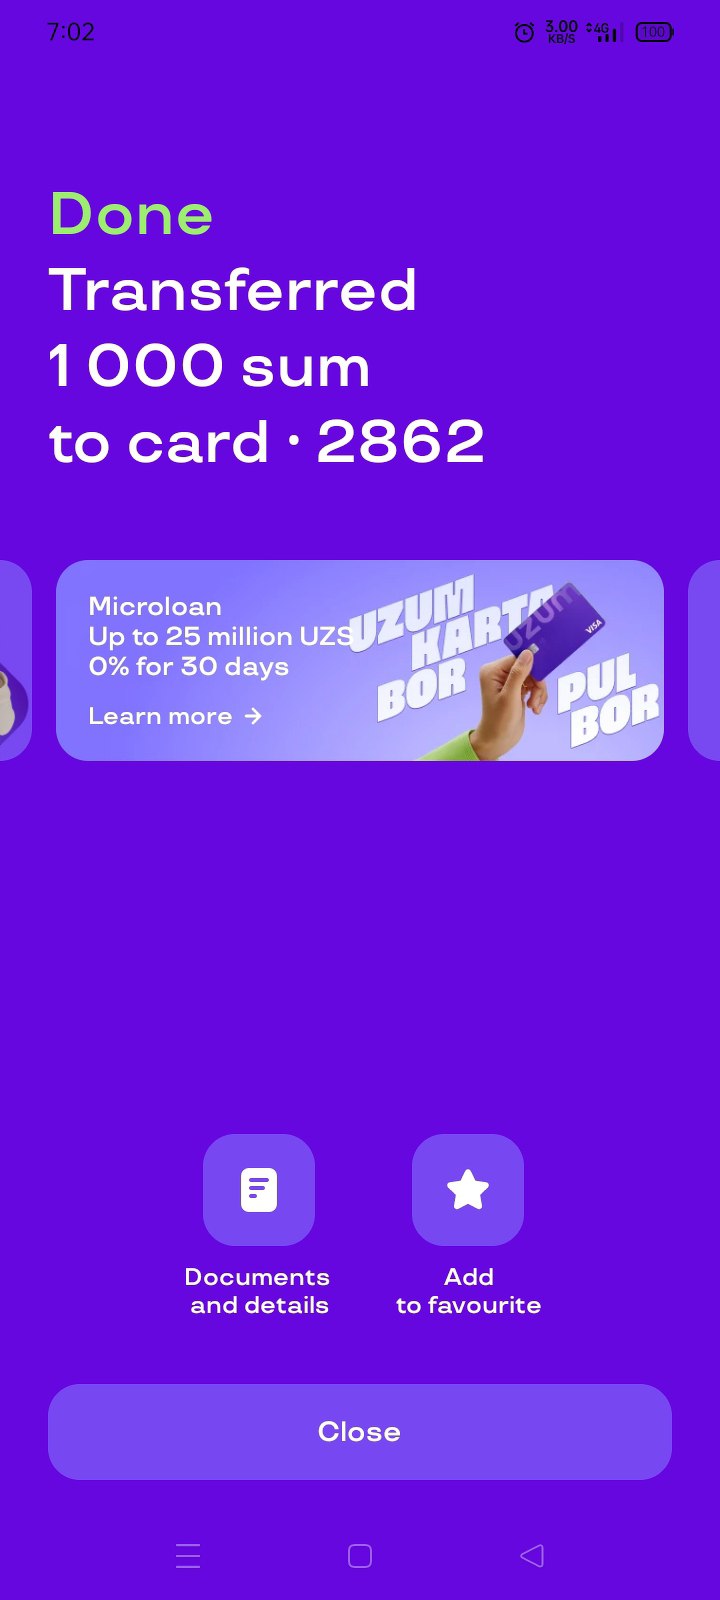 7:02
3.00
KB/S
4G
100
Done
Transferred
1 000 sum
to card · 2862
Microloan
Up to 25 million UZS
0% for 30 days
Learn more →
UZUM
KARTA
BOR
uzum
VISA
PUL
BOR
Documents
and details
Add
to favourite
Close